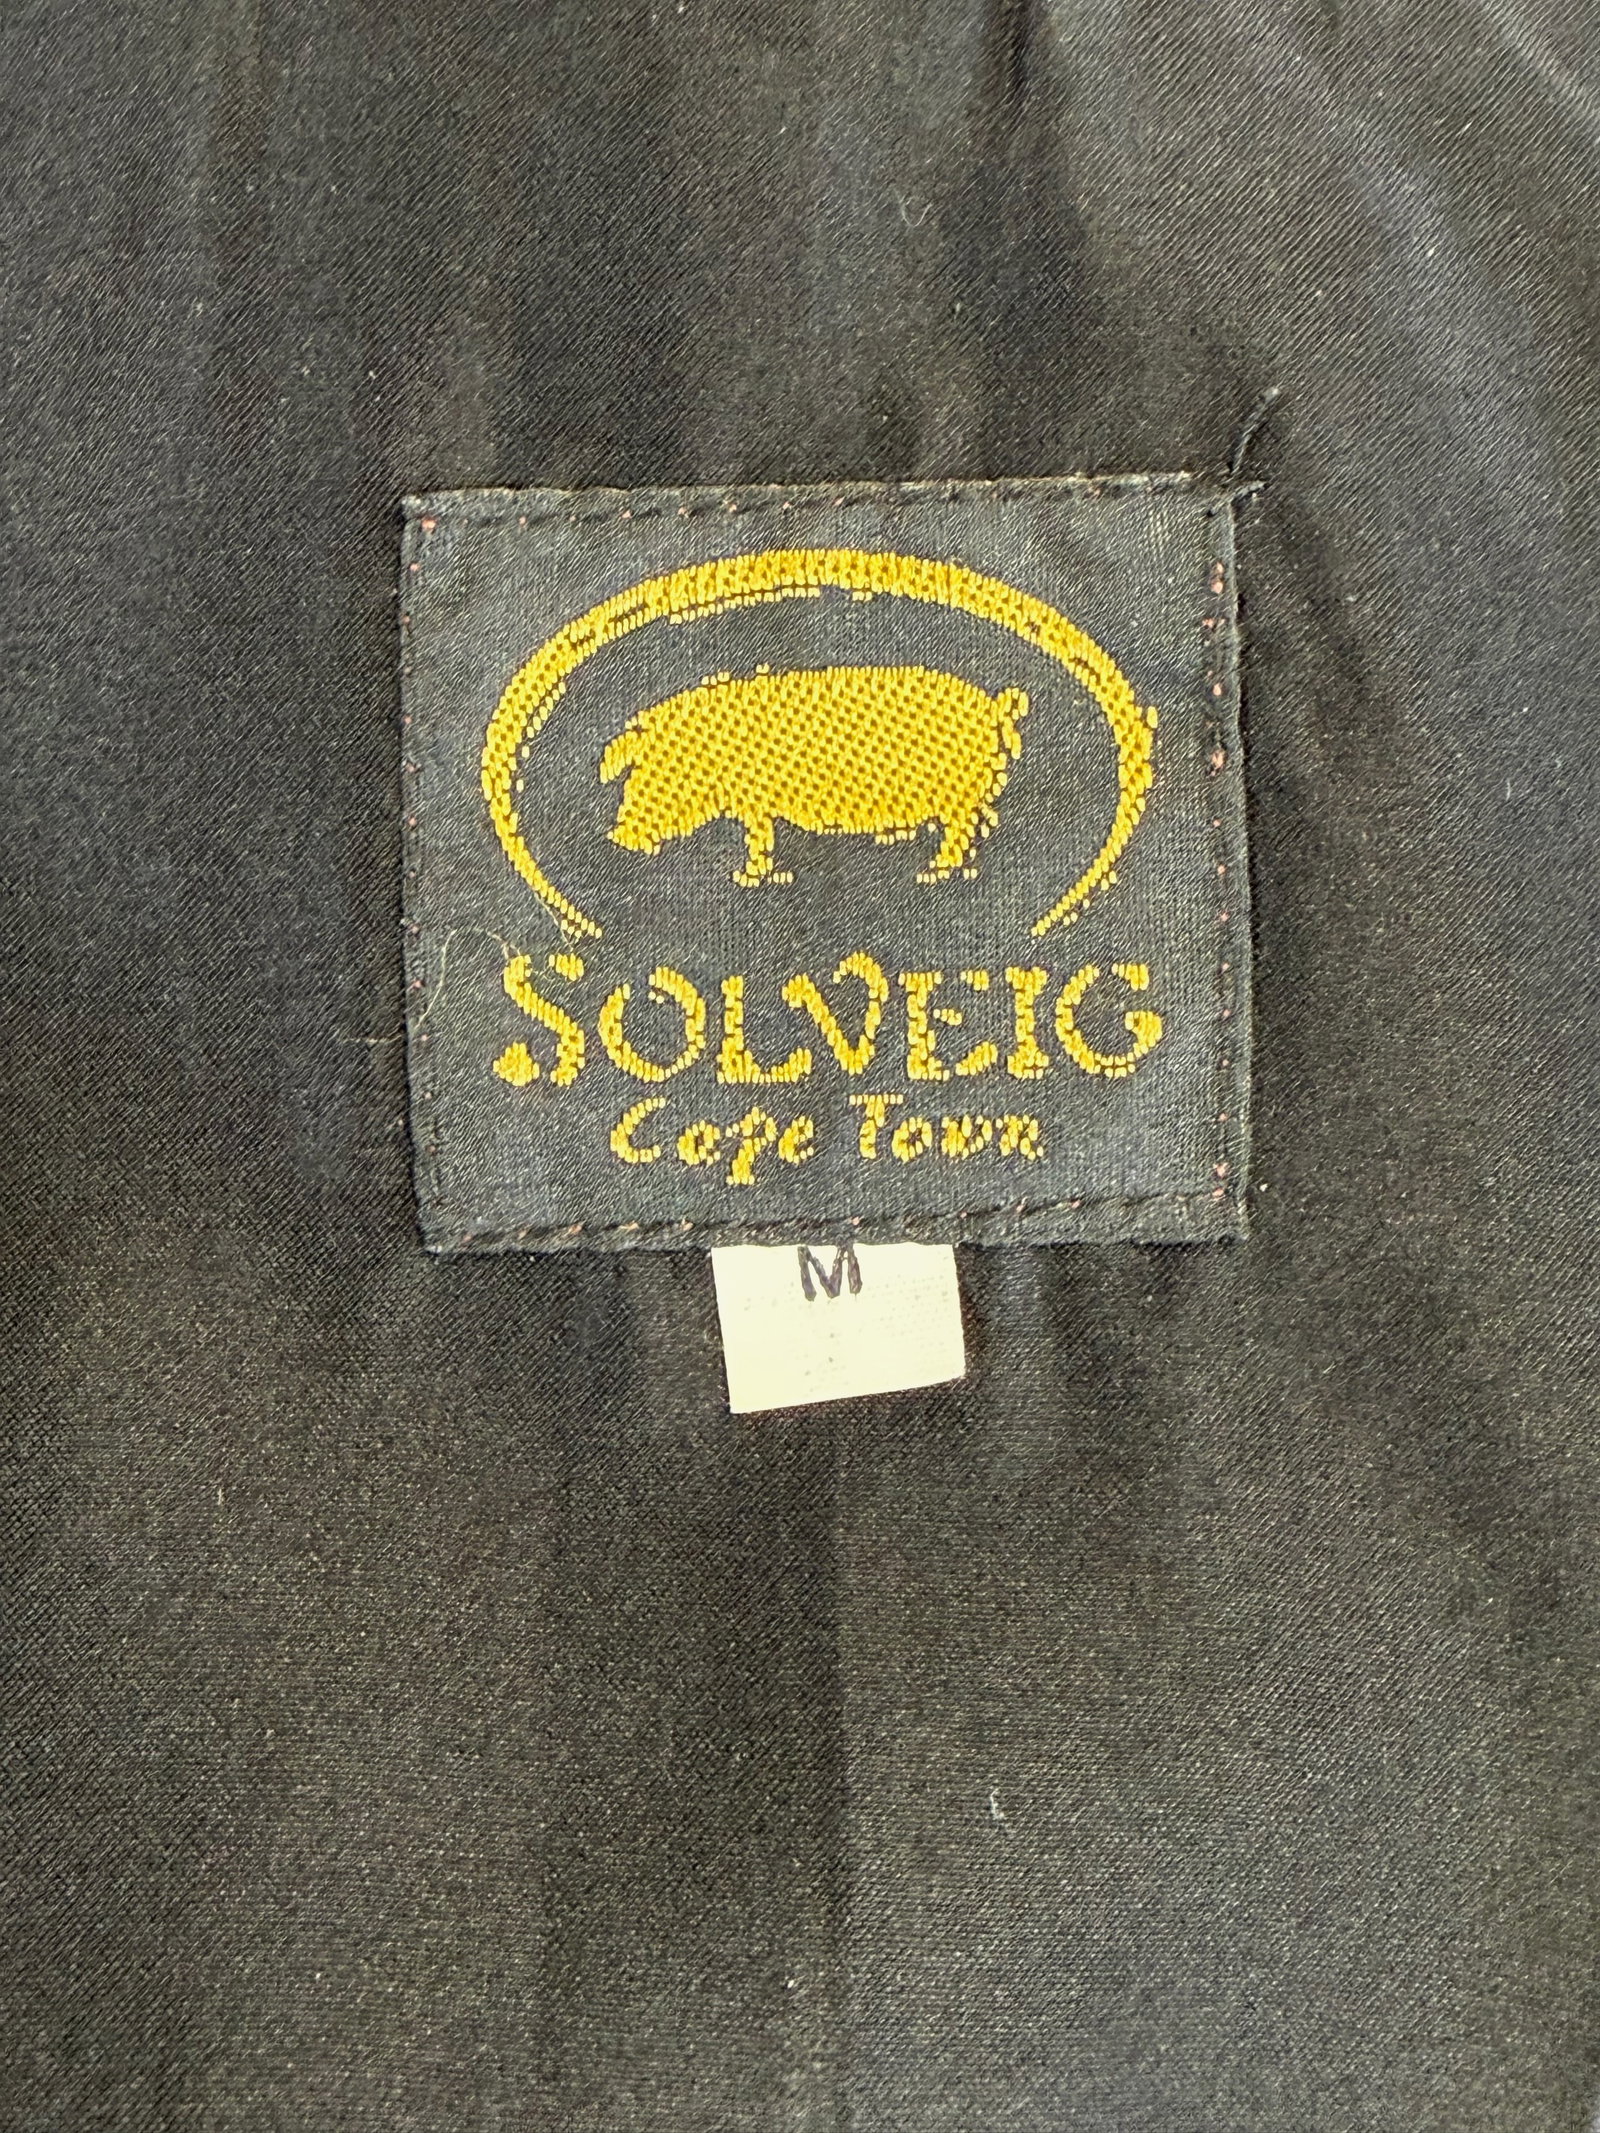 SOLVEIG
Cape Town
M